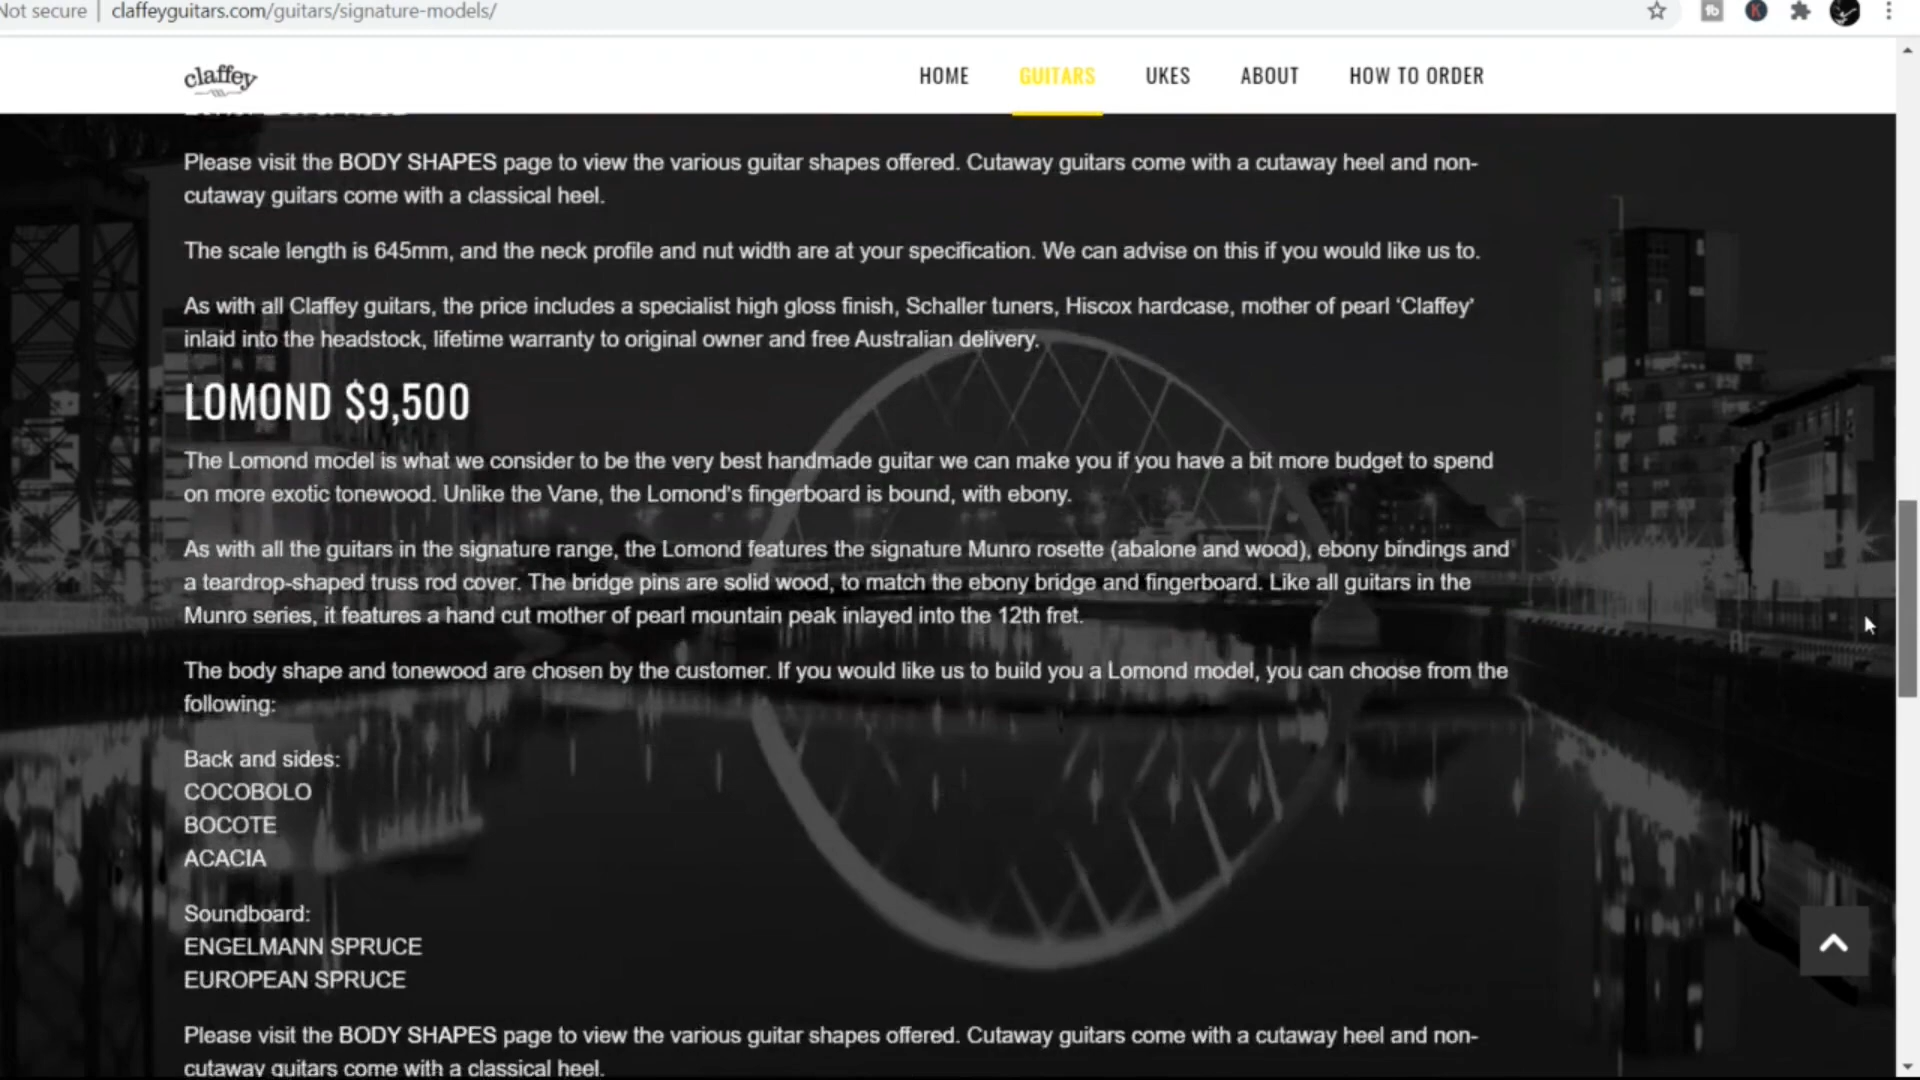 Not secure claffeyguitars.com/guitars/signature-models/
claffey HOME GUITARS UKES ABOUT HOW TO ORDER
Please visit the BODY SHAPES page to view the various guitar shapes offered. Cutaway guitars come with a cutaway heel and non-
cutaway guitars come with a classical heel.
The scale length is 645mm, and the neck profile and nut width are at your specification. We can advise on this if you would like us to.
As with all Claffey guitars, the price includes a specialist high gloss finish, Schaller tuners, Hiscox hardcase, mother of pearl ‘Claffey’
inlaid into the headstock, lifetime warranty to original owner and free Australian delivery.
LOMOND $9,500
The Lomond model is what we consider to be the very best handmade guitar we can make you if you have a bit more budget to spend
on more exotic tonewood. Unlike the Vane, the Lomond's fingerboard is bound, with ebony.
As with all the guitars in the signature range, the Lomond features the signature Munro rosette (abalone and wood), ebony bindings and
a teardrop-shaped truss rod cover. The bridge pins are solid wood, to match the ebony bridge and fingerboard. Like all guitars in the
Munro series, it features a hand cut mother of pearl mountain peak inlayed into the 12th fret.
The body shape and tonewood are chosen by the customer. If you would like us to build you a Lomond model, you can choose from the
following:
Back and sides:
COCOBOLO
BOCOTE
ACACIA
Soundboard:
ENGELMANN SPRUCE
EUROPEAN SPRUCE
Please visit the BODY SHAPES page to view the various guitar shapes offered. Cutaway guitars come with a cutaway heel and non-
cutaway guitars come with a classical heel.